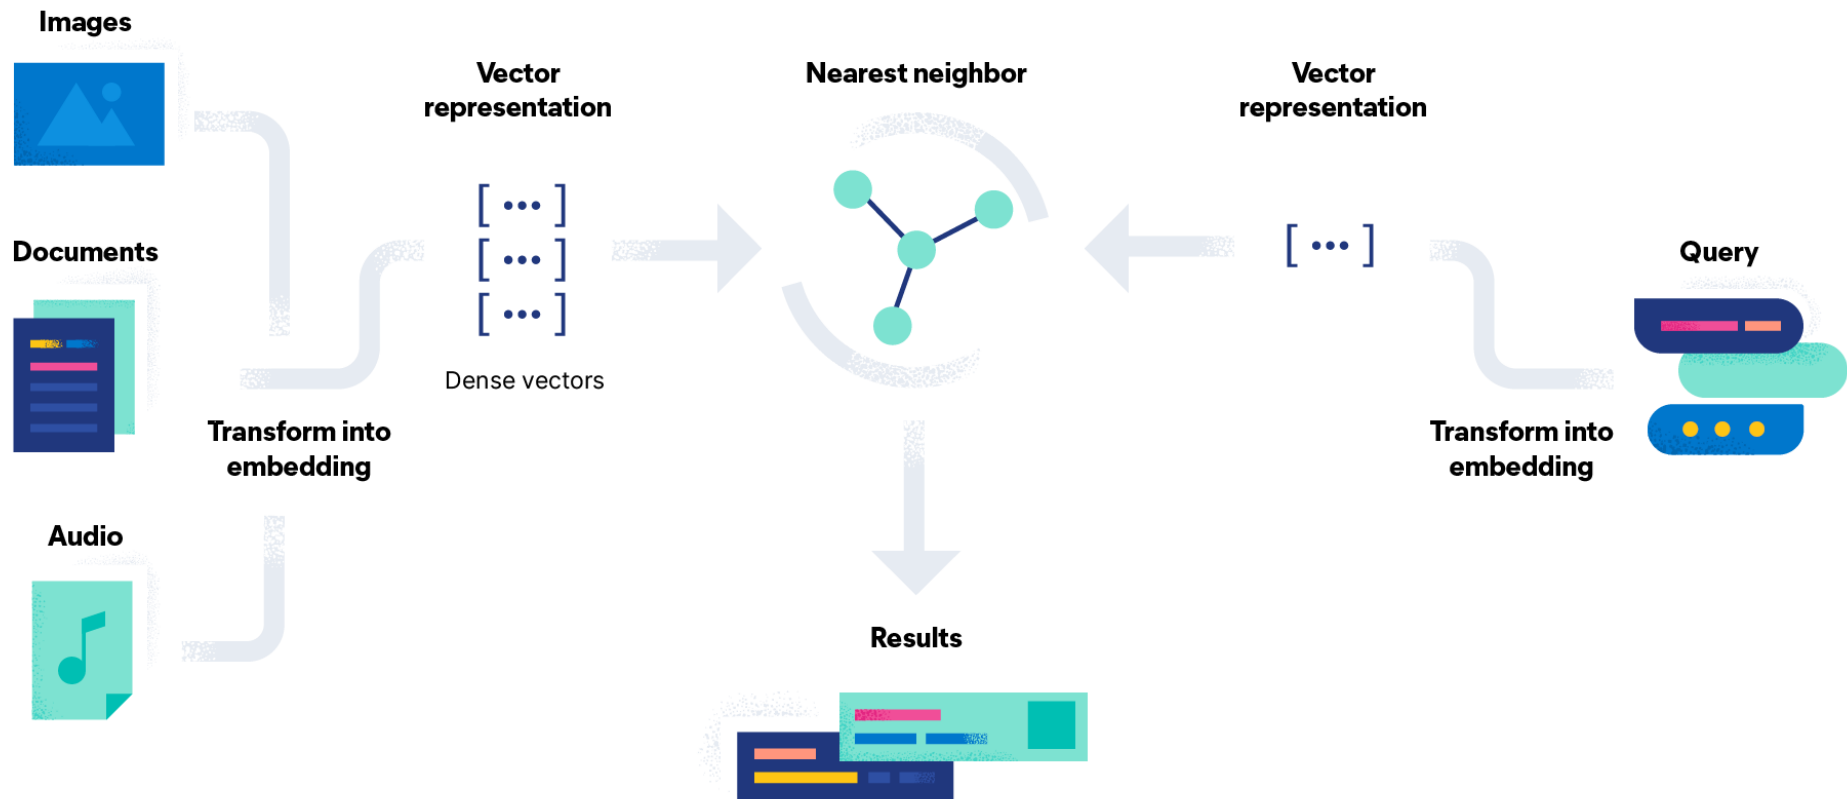 Images
Vector
representation
Nearest neighbor
Vector
representation
Documents
Query
Dense vectors
Transform into
embedding
Transform into
embedding
Audio
Results